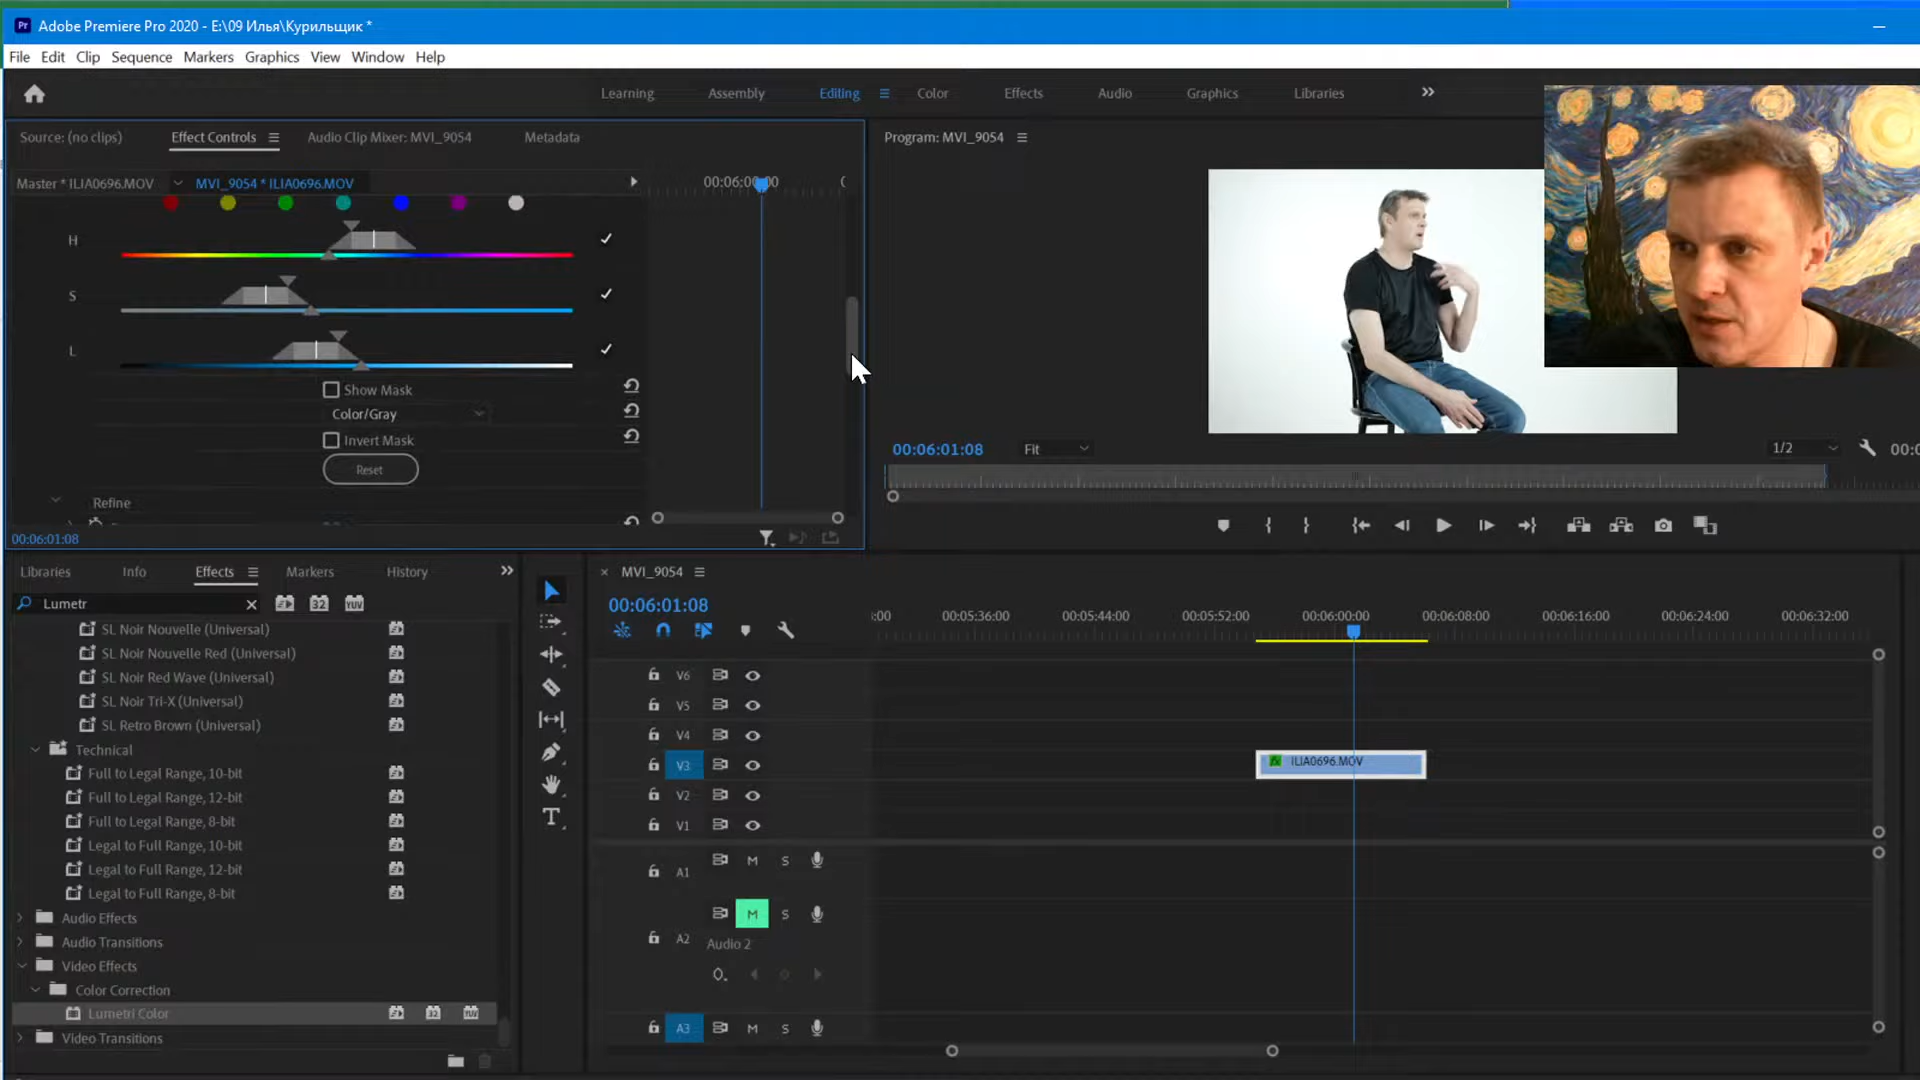 Pr Adobe Premiere Pro 2020 - E:\09 Илья\Курильщик *
File Edit Clip Sequence Markers Graphics View Window Help
Learning Assembly Editing Color Effects Audio Graphics Libraries
Source: (no clips) Effect Controls Audio Clip Mixer: MVI_9054 Metadata
Program: MVI_9054
Master * ILIA0696.MOV MVI_9054 * ILIA0696.MOV
00:06:00:00
H
S
L
Show Mask
Color/Gray
Invert Mask
Reset
Refine
00:06:01:08
00:06:01:08 Fit 1/2 00:0
Libraries Info Effects Markers History
Lumetr
32 YUV
SL Noir Nouvelle (Universal)
SL Noir Nouvelle Red (Universal)
SL Noir Red Wave (Universal)
SL Noir Tri-X (Universal)
SL Retro Brown (Universal)
Technical
Full to Legal Range, 10-bit
Full to Legal Range, 12-bit
Full to Legal Range, 8-bit
Legal to Full Range, 10-bit
Legal to Full Range, 12-bit
Legal to Full Range, 8-bit
Audio Effects
Audio Transitions
Video Effects
Color Correction
Lumetri Color 32 YUV
Video Transitions
MVI_9054
00:06:01:08
:00 00:05:36:00 00:05:44:00 00:05:52:00 00:06:00:00 00:06:08:00 00:06:16:00 00:06:24:00 00:06:32:00
V6
V5
V4
V3 fx ILIA0696.MOV
V2
V1
A1 M S
A2 M S
Audio 2
A3 M S